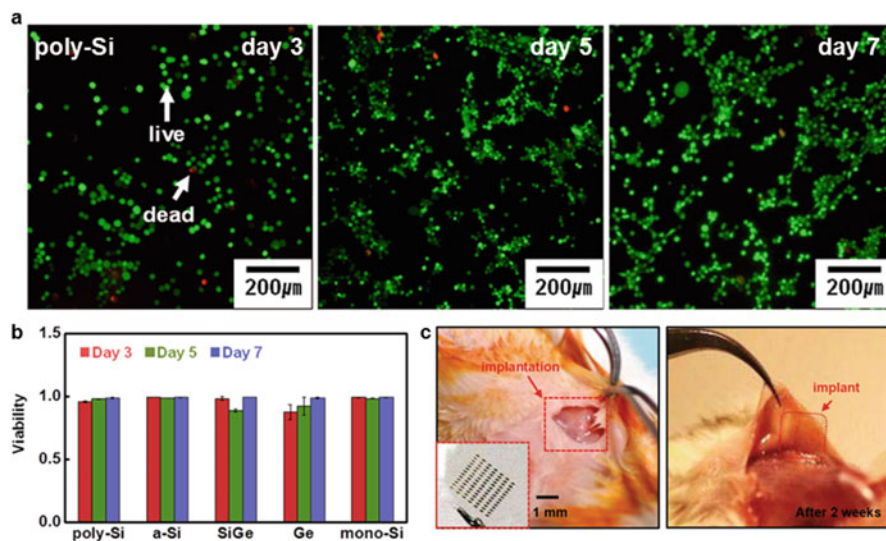 a
poly-Si
day 3
live
dead
200μm
day 5
200μm
day 7
200μm
b
1.5
1.0
0.5
0.0
Viability
Day 3 Day 5 Day 7
poly-Si a-Si SiGe Ge mono-Si
c
implantation
1 mm
implant
After 2 weeks